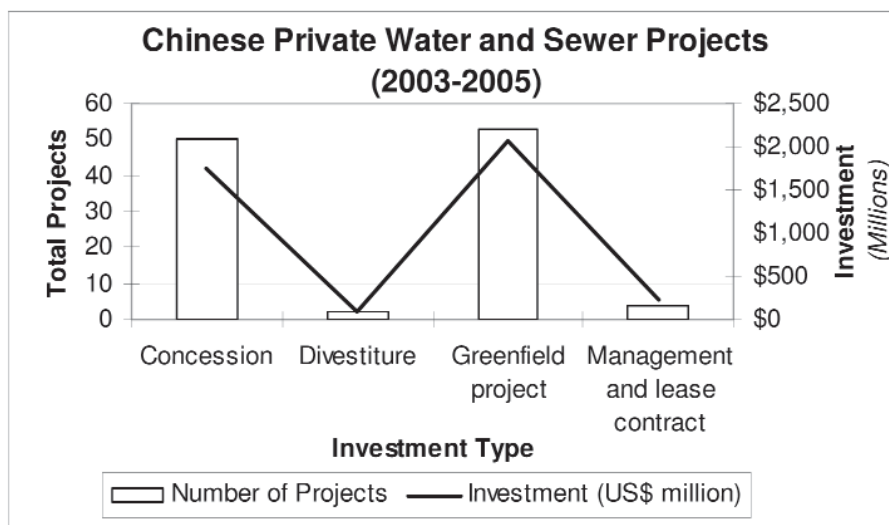 Chinese Private Water and Sewer Projects
(2003-2005)
Total Projects
60
50
40
30
20
10
0
$2,500
$2,000
$1,500
$1,000
$500
$0
Investment
(Millions)
Concession
Divestiture
Greenfield
project
Management
and lease
contract
Investment Type
Number of Projects
Investment (US$ million)